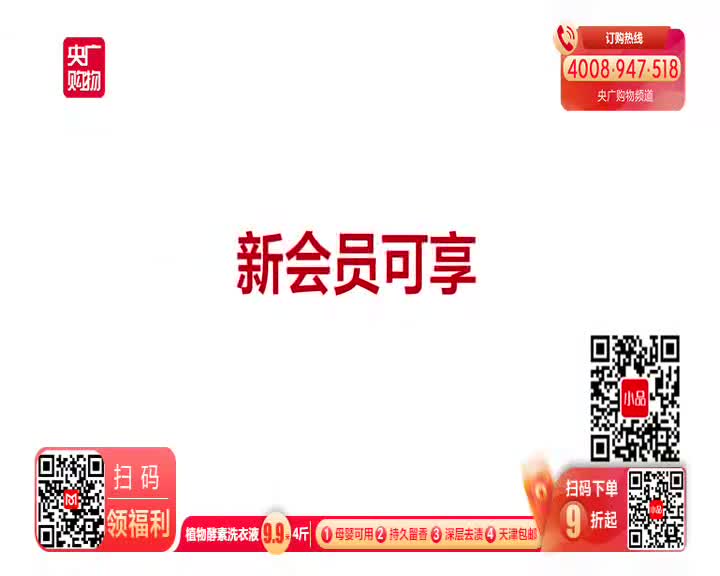 央广
购物
订购热线
4008·947·518
央广购物频道
新会员可享
小品
扫码
领福利
植物酵素洗衣液 9.9元 4斤
1 母婴可用 2 持久留香 3 深层去渍 4 天津包邮
扫码下单
9折起
小品